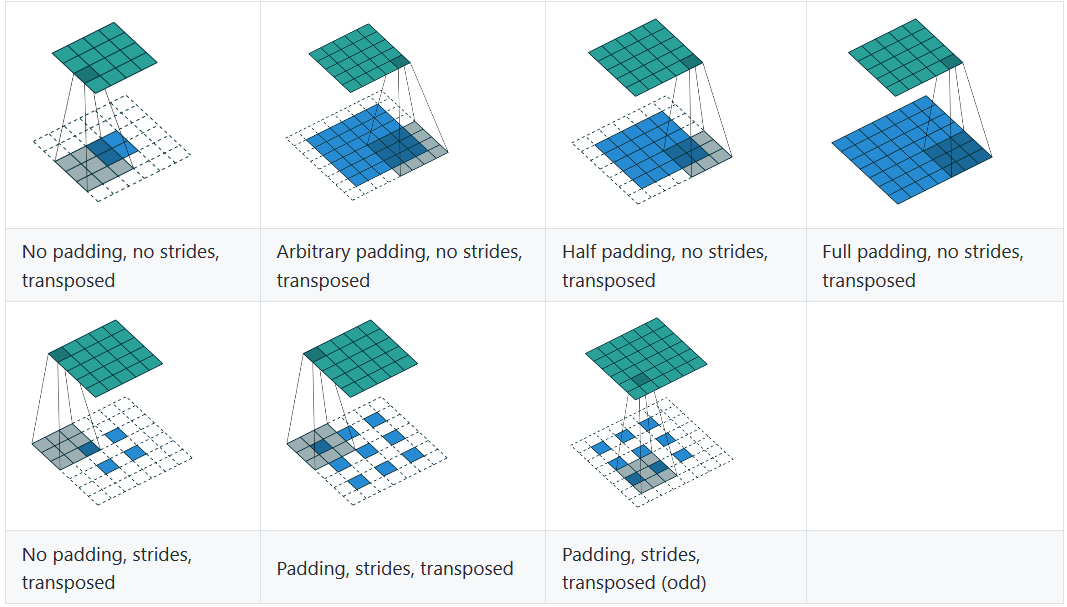 No padding, no strides,
transposed
Arbitrary padding, no strides,
transposed
Half padding, no strides,
transposed
Full padding, no strides,
transposed
No padding, strides,
transposed
Padding, strides, transposed
Padding, strides,
transposed (odd)